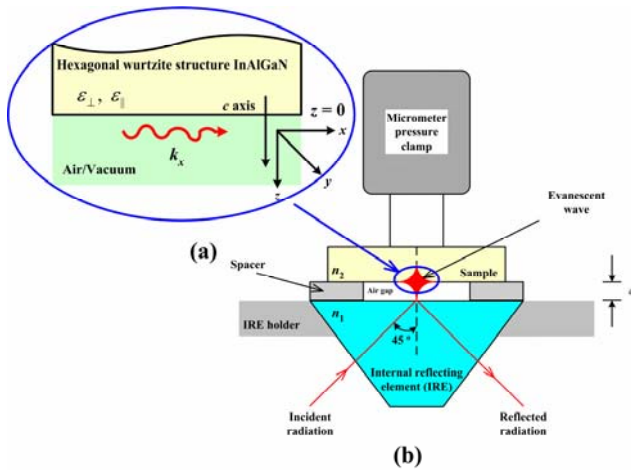 (a)
Hexagonal wurtzite structure InAlGaN
ε⊥, ε∥
c axis
z = 0
x
kx
Air/Vacuum
y
z
Micrometer
pressure
clamp
Evanescent
wave
(a)
Spacer
n2
Sample
Air gap
n1
IRE holder
45°
Internal reflecting
element (IRE)
Incident
radiation
Reflected
radiation
(b)